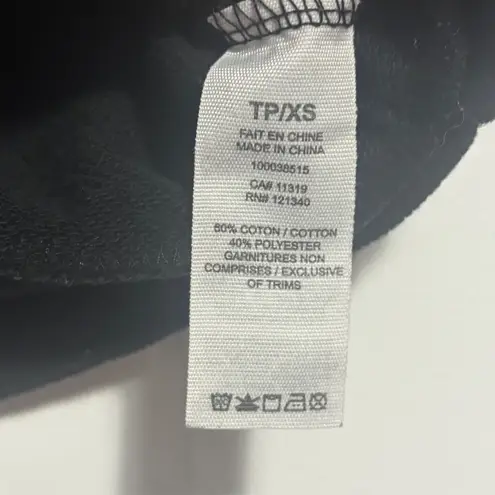 TP/XS
FAIT EN CHINE
MADE IN CHINA
100038515
CA# 11319
RN# 121340
60% COTON / COTTON
40% POLYESTER
GARNITURES NON
COMPRISES / EXCLUSIVE
OF TRIMS